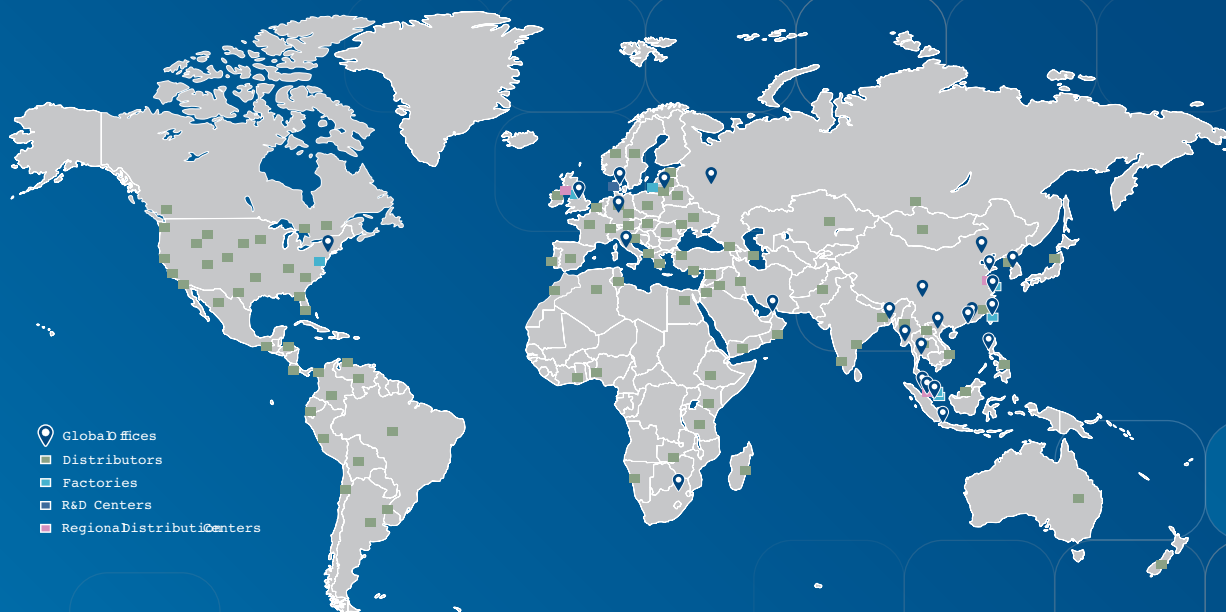 Global Offices
Distributors
Factories
R&D Centers
Regional Distribution Centers